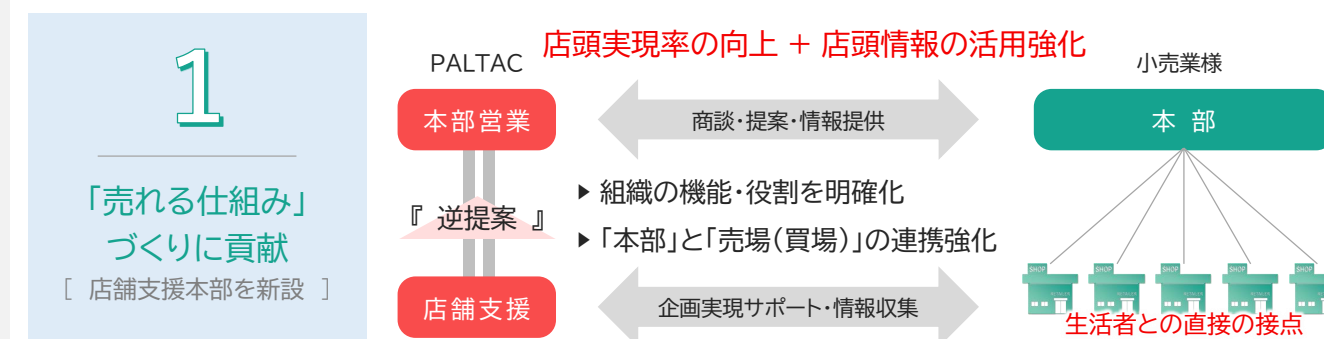 1
「売れる仕組み」
づくりに貢献
[ 店舗支援本部を新設 ]
店頭実現率の向上 + 店頭情報の活用強化
PALTAC
小売業様
本部営業
商談・提案・情報提供
本 部
『 逆提案 』
▶ 組織の機能・役割を明確化
▶「本部」と「売場(買場)」の連携強化
SHOP
SHOP
SHOP
SHOP
SHOP
店舗支援
企画実現サポート・情報収集
生活者との直接の接点